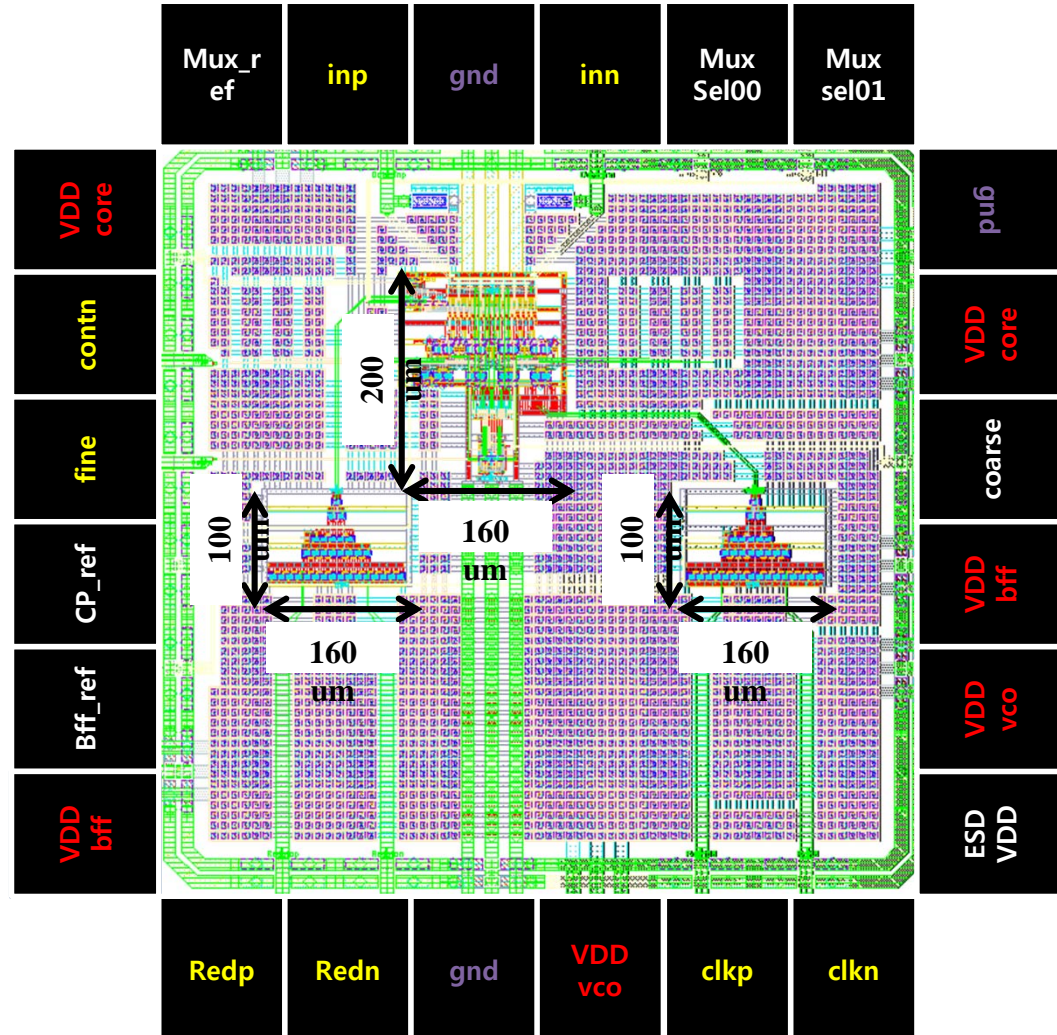 Mux_r
ef
inp
gnd
inn
Mux
Sel00
Mux
sel01
VDD
core
contn
fine
CP_ref
Bff_ref
VDD
bff
200
um
160
um
100
um
160
um
100
um
160
um
gnd
VDD
core
coarse
VDD
bff
VDD
vco
ESD
VDD
Redp
Redn
gnd
VDD
vco
clkp
clkn